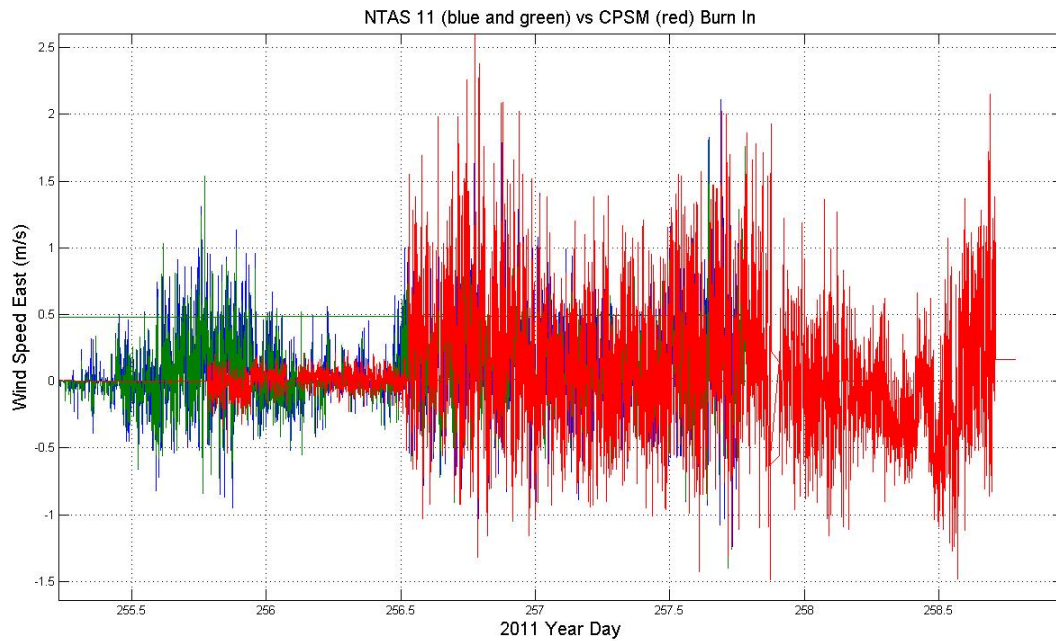 NTAS 11 (blue and green) vs CPSM (red) Burn In
2.5
2
1.5
1
0.5
0
-0.5
-1
-1.5
Wind Speed East (m/s)
255.5 256 256.5 257 257.5 258 258.5
2011 Year Day